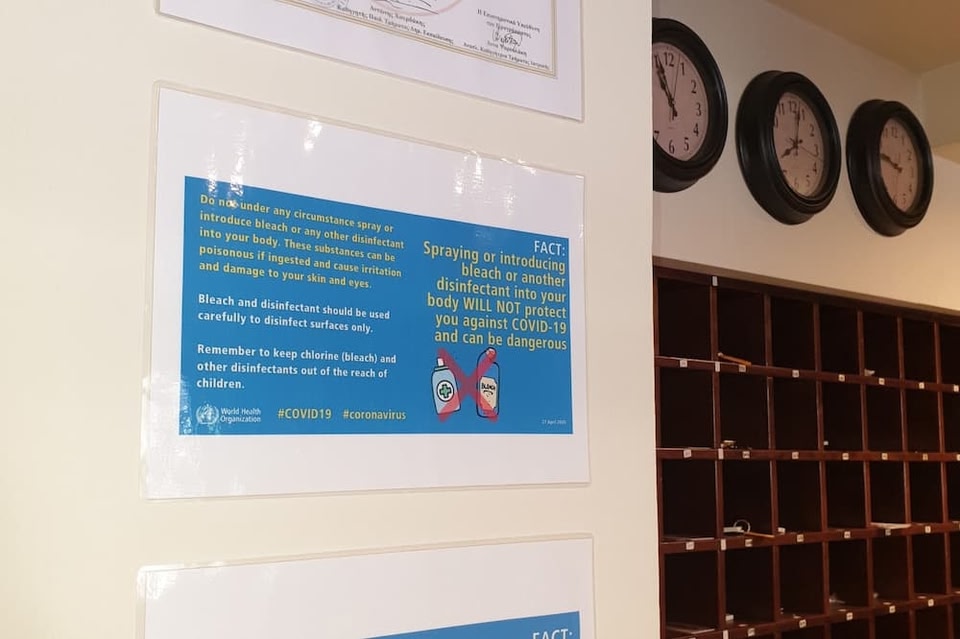 Do not under any circumstance spray or
introduce bleach or any other disinfectant
into your body. These substances can be
poisonous if ingested and cause irritation
and damage to your skin and eyes.
Bleach and disinfectant should be used
carefully to disinfect surfaces only.
Remember to keep chlorine (bleach) and
other disinfectants out of the reach of
children.
World Health
Organization
#COVID19 #coronavirus
FACT:
Spraying or introducing
bleach or another
disinfectant into your
body WILL NOT protect
you against COVID-19
and can be dangerous
BLEACH
FACT: